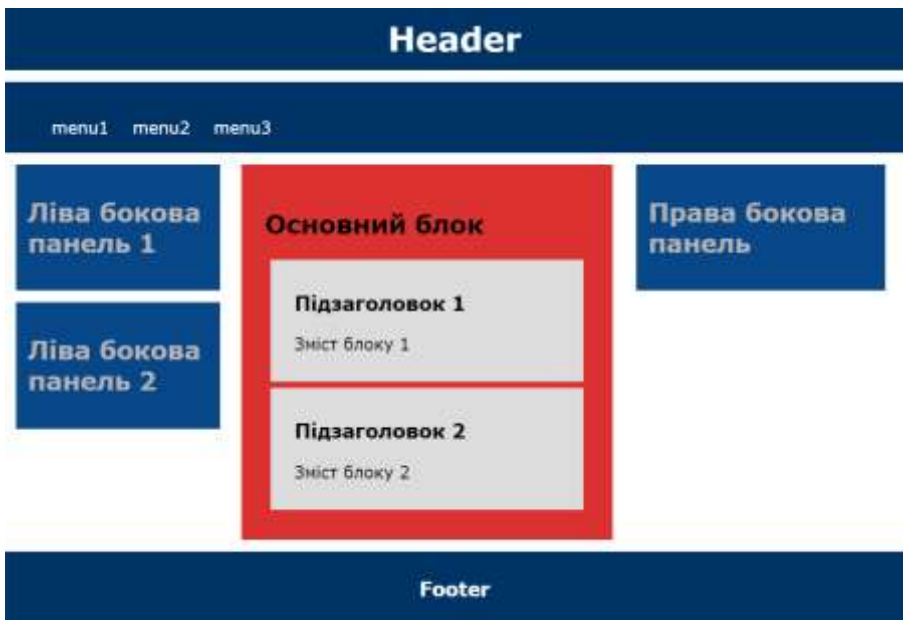 Header
menu1 menu2 menu3
Ліва бокова
панель 1
Ліва бокова
панель 2
Основний блок
Підзаголовок 1
Зміст блоку 1
Підзаголовок 2
Зміст блоку 2
Права бокова
панель
Footer